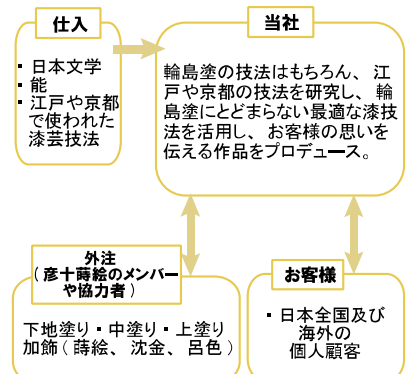 仕入
・日本文学
・能
・江戸や京都
で使われた
漆芸技法
当社
輪島塗の技法はもちろん、江
戸や京都の技法を研究し、輪
島塗にとどまらない最適な漆技
法を活用し、お客様の思いを
伝える作品をプロデュース。
外注
(彦十蒔絵のメンバー
や協力者)
下地塗り・中塗り・上塗り
加飾(蒔絵、沈金、呂色)
お客様
・日本全国及び
海外の
個人顧客